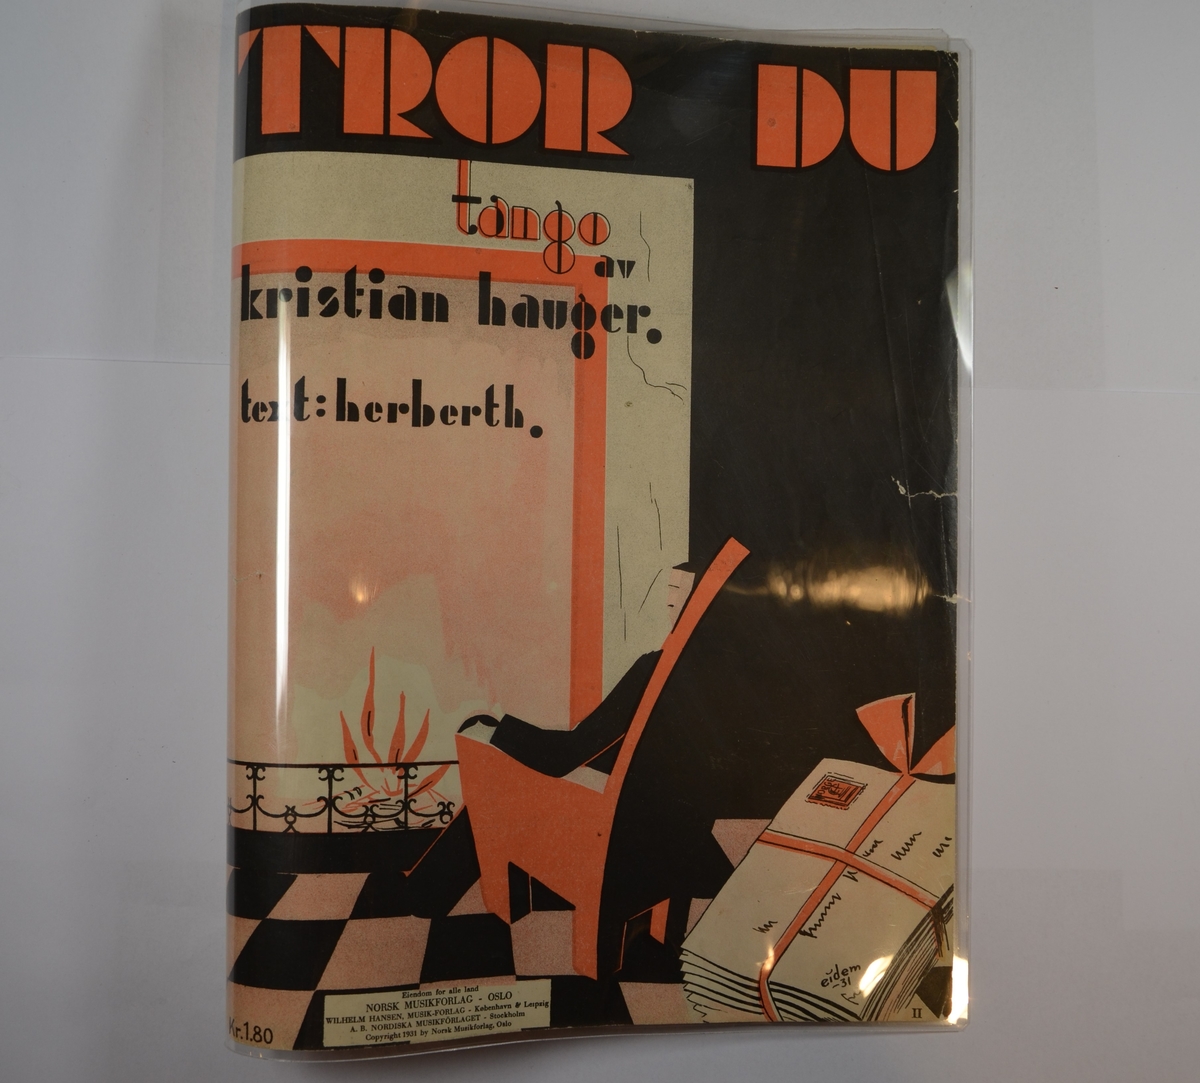 TROR DU
tango
av
kristian hauger.
text: herberth.
eidem
-31
Eiendom for alle land
NORSK MUSIKFORLAG - OSLO
WILHELM HANSEN, MUSIK-FORLAG - København & Leipzig
A. B. NORDISKA MUSIKFÖRLAGET - Stockholm
Copyright 1931 by Norsk Musikforlag, Oslo
Kr.1.80
II